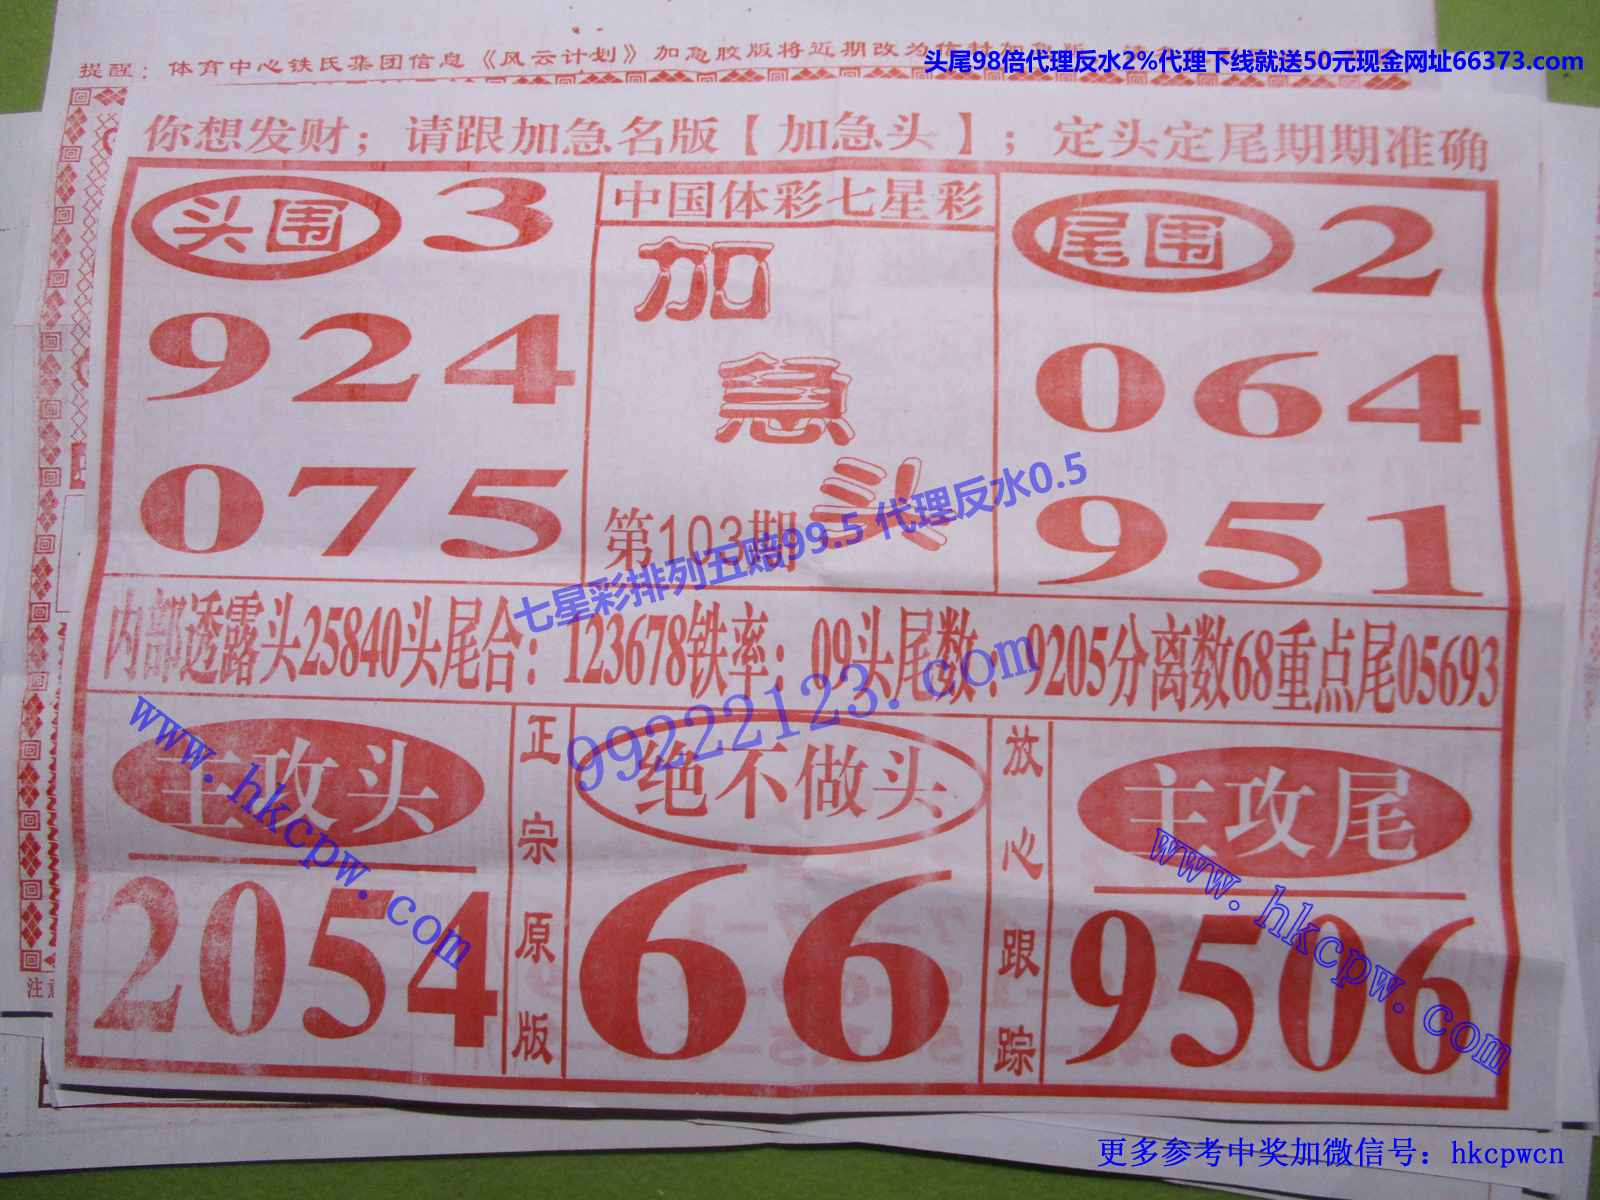 头尾98倍代理反水2%代理下线就送50元现金网址66373.com
提醒：体育中心铁氏集团信息《风云计划》加急胶版将近期改为
你想发财；请跟加急名版【加急头】；定头定尾期期准确
头围 3
924
075
中国体彩七星彩
加
急
头
第103期
尾围 2
064
951
七星彩排列五赔99.5 代理反水0.5
内部透露头25840头尾合：123678铁率：09头尾数：9205分离数68重点尾05693
99222123.com
主攻头
2054
www.hkcpw.com
正宗原版
绝不做头
66
放心跟踪
主攻尾
9506
www.hkcpw.com
注
更多参考中奖加微信号：hkcpwcn